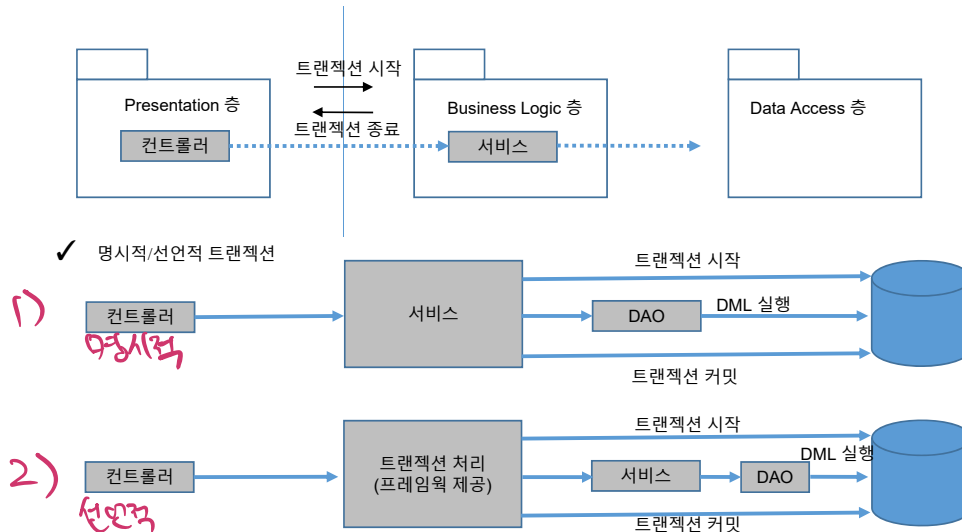 트랜젝션 시작
Presentation 층
Business Logic 층
Data Access 층
트랜젝션 종료
컨트롤러
서비스
✓ 명시적/선언적 트랜젝션
트랜젝션 시작
1)
컨트롤러
서비스
DAO
DML 실행
명시적
트랜젝션 커밋
트랜젝션 시작
2)
컨트롤러
트랜젝션 처리
(프레임웍 제공)
서비스
DAO
DML 실행
선언적
트랜젝션 커밋